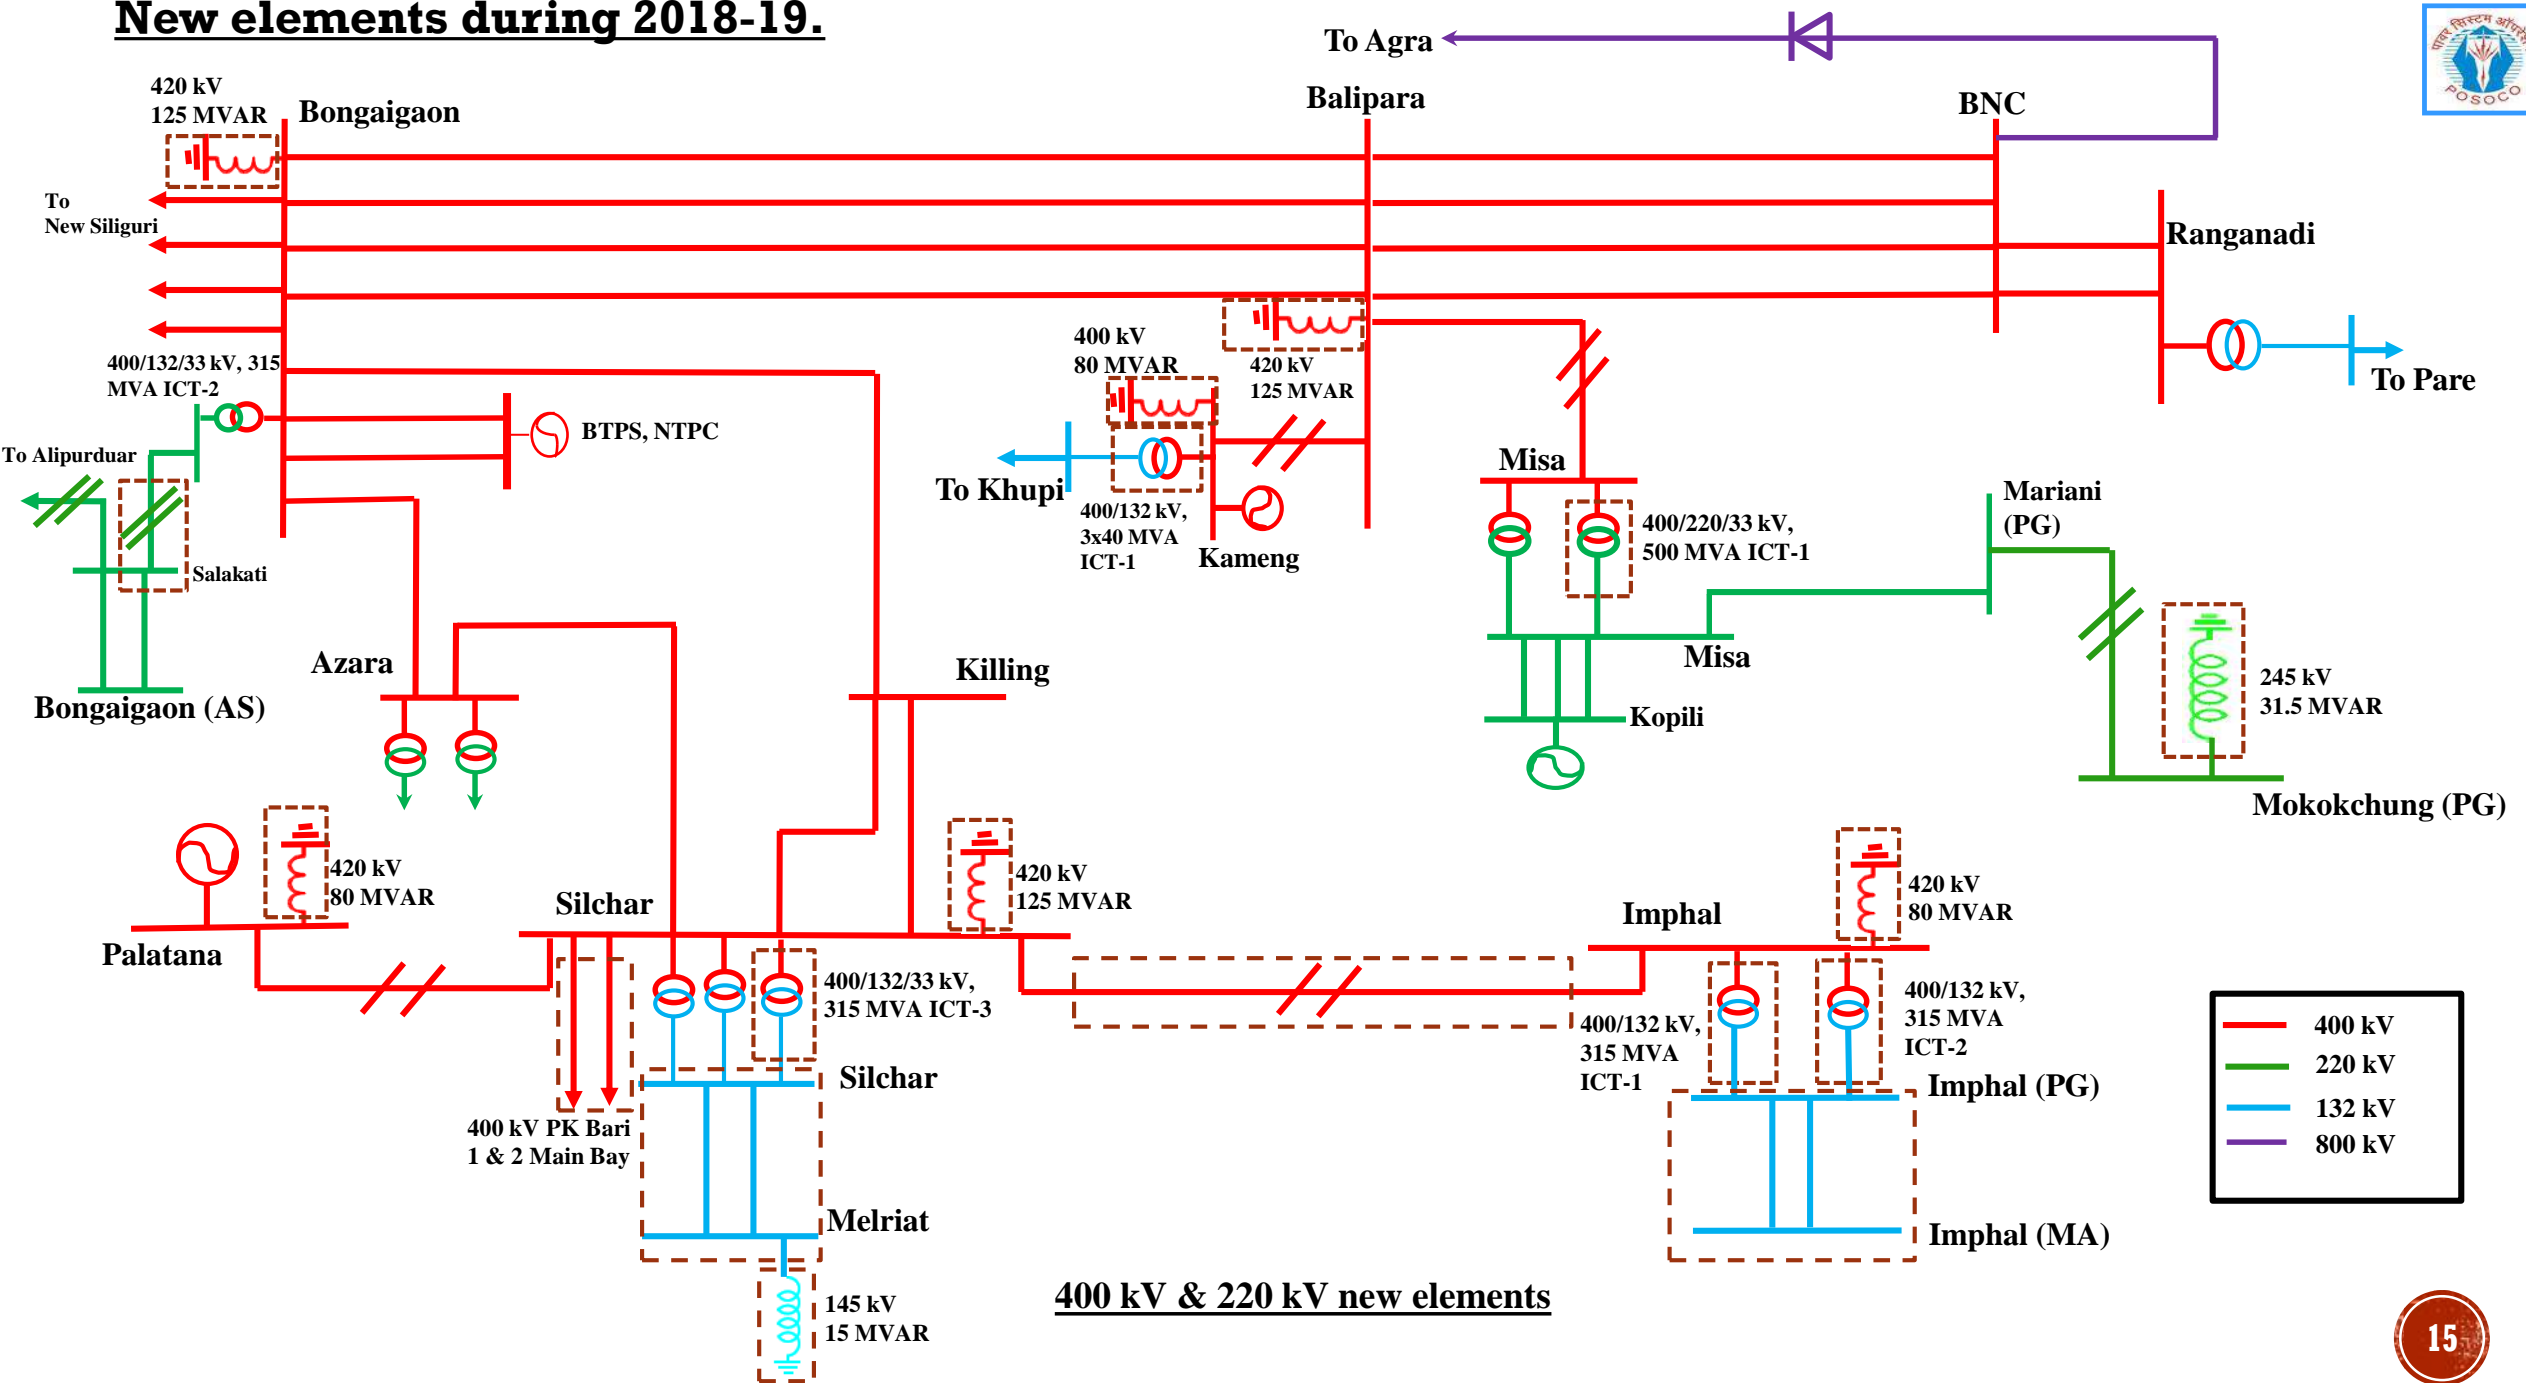 New elements during 2018-19.
To Agra
420 kV
125 MVAR
Bongaigaon
Balipara
BNC
पावर सिस्टम ऑपरेशन
POSOCO
To
New Siliguri
Ranganadi
400/132/33 kV, 315
MVA ICT-2
400 kV
80 MVAR
420 kV
125 MVAR
To Pare
BTPS, NTPC
To Alipurduar
To Khupi
400/132 kV,
3x40 MVA
ICT-1
Kameng
Misa
400/220/33 kV,
500 MVA ICT-1
Mariani
(PG)
Salakati
Bongaigaon (AS)
Azara
Killing
Misa
Kopili
245 kV
31.5 MVAR
Mokokchung (PG)
420 kV
80 MVAR
Palatana
Silchar
420 kV
125 MVAR
Imphal
420 kV
80 MVAR
400/132/33 kV,
315 MVA ICT-3
400/132 kV,
315 MVA
ICT-1
400/132 kV,
315 MVA
ICT-2
Silchar
Imphal (PG)
400 kV PK Bari
1 & 2 Main Bay
Melriat
Imphal (MA)
145 kV
15 MVAR
400 kV
220 kV
132 kV
800 kV
400 kV & 220 kV new elements
15